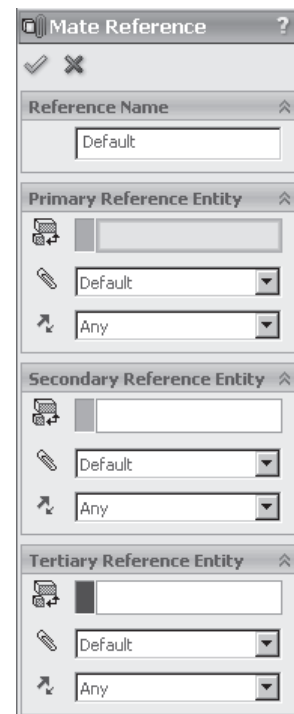 Mate Reference ?
Reference Name
Default
Primary Reference Entity
Default
Any
Secondary Reference Entity
Default
Any
Tertiary Reference Entity
Default
Any